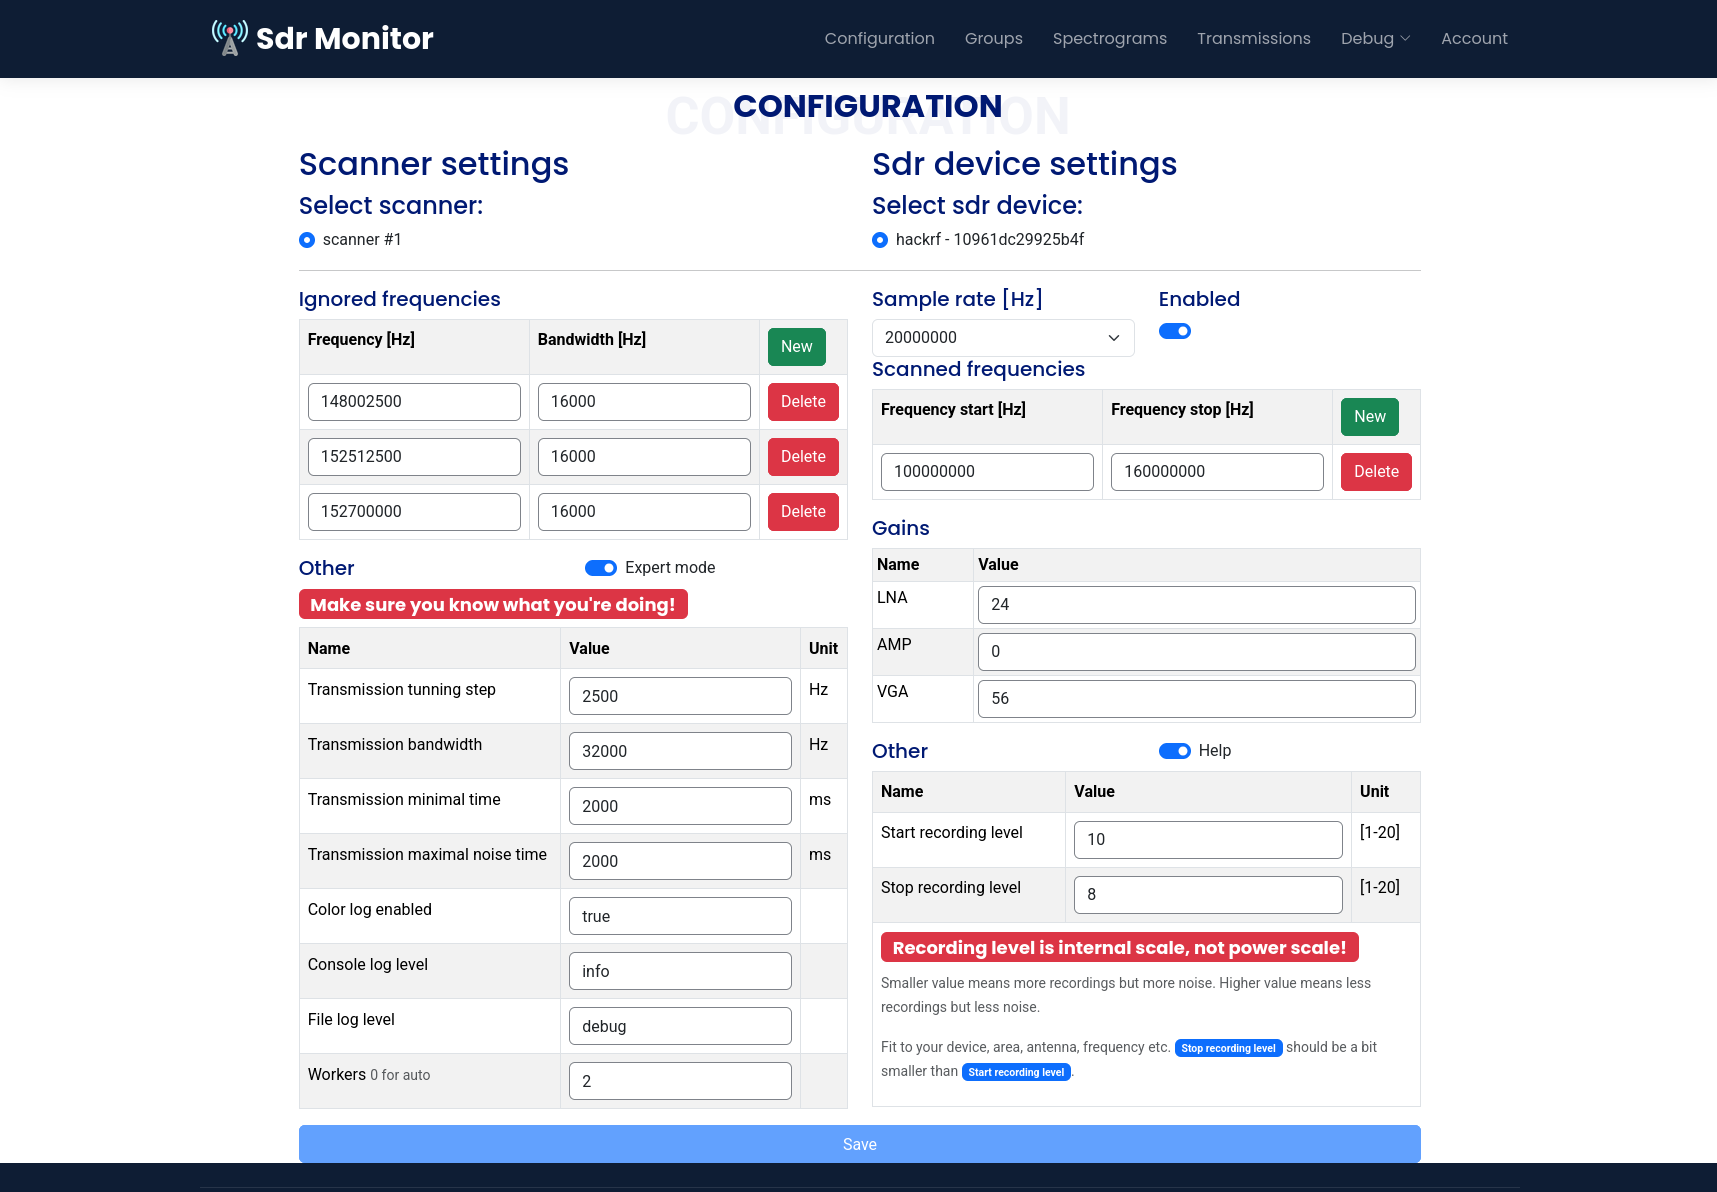 Sdr Monitor
Configuration
Groups
Spectrograms
Transmissions
Debug
Account
CONFIGURATION
CONFIGURATION
Scanner settings
Select scanner:
scanner #1
Sdr device settings
Select sdr device:
hackrf - 10961dc29925b4f
Ignored frequencies
Frequency [Hz] Bandwidth [Hz] New
148002500 16000 Delete
152512500 16000 Delete
152700000 16000 Delete
Other
Expert mode
Make sure you know what you're doing!
Name Value Unit
Transmission tunning step 2500 Hz
Transmission bandwidth 32000 Hz
Transmission minimal time 2000 ms
Transmission maximal noise time 2000 ms
Color log enabled true
Console log level info
File log level debug
Workers 0 for auto 2
Sample rate [Hz]
20000000
Enabled
Scanned frequencies
Frequency start [Hz] Frequency stop [Hz] New
100000000 160000000 Delete
Gains
Name Value
LNA 24
AMP 0
VGA 56
Other
Help
Name Value Unit
Start recording level 10 [1-20]
Stop recording level 8 [1-20]
Recording level is internal scale, not power scale!
Smaller value means more recordings but more noise. Higher value means less
recordings but less noise.
Fit to your device, area, antenna, frequency etc. Stop recording level should be a bit
smaller than Start recording level.
Save